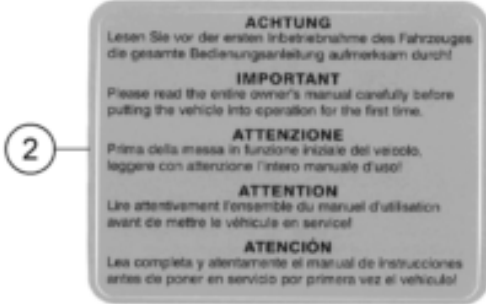 ACHTUNG
Lesen Sie vor der ersten Inbetriebnahme des Fahrzeuges
die gesamte Bedienungsanleitung aufmerksam durch!
IMPORTANT
Please read the entire owner's manual carefully before
putting the vehicle into operation for the first time.
ATTENZIONE
Prima della messa in funzione iniziale del veicolo,
leggere con attenzione l'intero manuale d'uso!
2
ATTENTION
Lire attentivement l'ensemble du manuel d'utilisation
avant de mettre le véhicule en service!
ATENCIÓN
Lea completa y atentamente el manual de instrucciones
antes de poner en servicio por primera vez el vehículo!